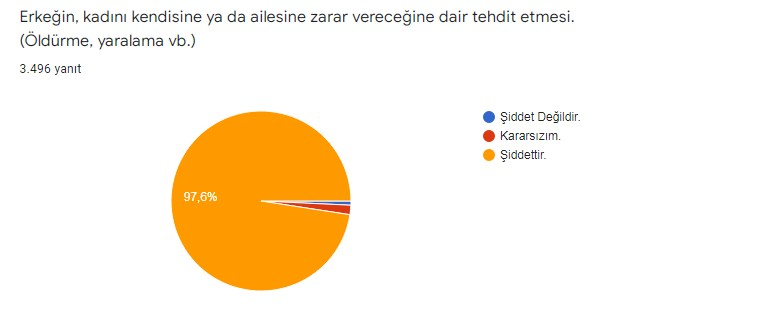 Erkeğin, kadını kendisine ya da ailesine zarar vereceğine dair tehdit etmesi.
(Öldürme, yaralama vb.)
3.496 yanıt
Şiddet Değildir.
Kararsızım.
Şiddettir.
97,6%